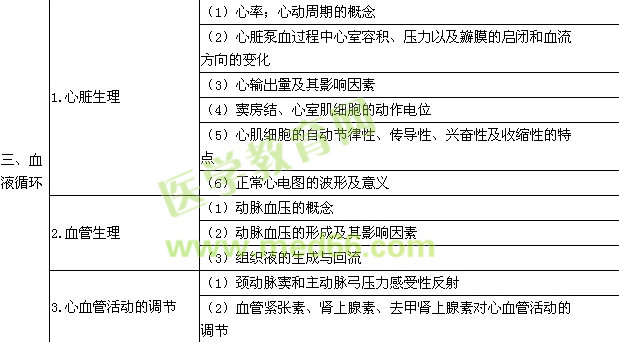 三、血
液循环
1.心脏生理
（1）心率；心动周期的概念
（2）心脏泵血过程中心室容积、压力以及瓣膜的启闭和血流
方向的变化
（3）心输出量及其影响因素
（4）窦房结、心室肌细胞的动作电位
（5）心肌细胞的自动节律性、传导性、兴奋性及收缩性的特
点
（6）正常心电图的波形及意义
2.血管生理
（1）动脉血压的概念
（2）动脉血压的形成及其影响因素
（3）组织液的生成与回流
3.心血管活动的调节
（1）颈动脉窦和主动脉弓压力感受性反射
（2）血管紧张素、肾上腺素、去甲肾上腺素对心血管活动的
调节
医学教育网
www.med66.com